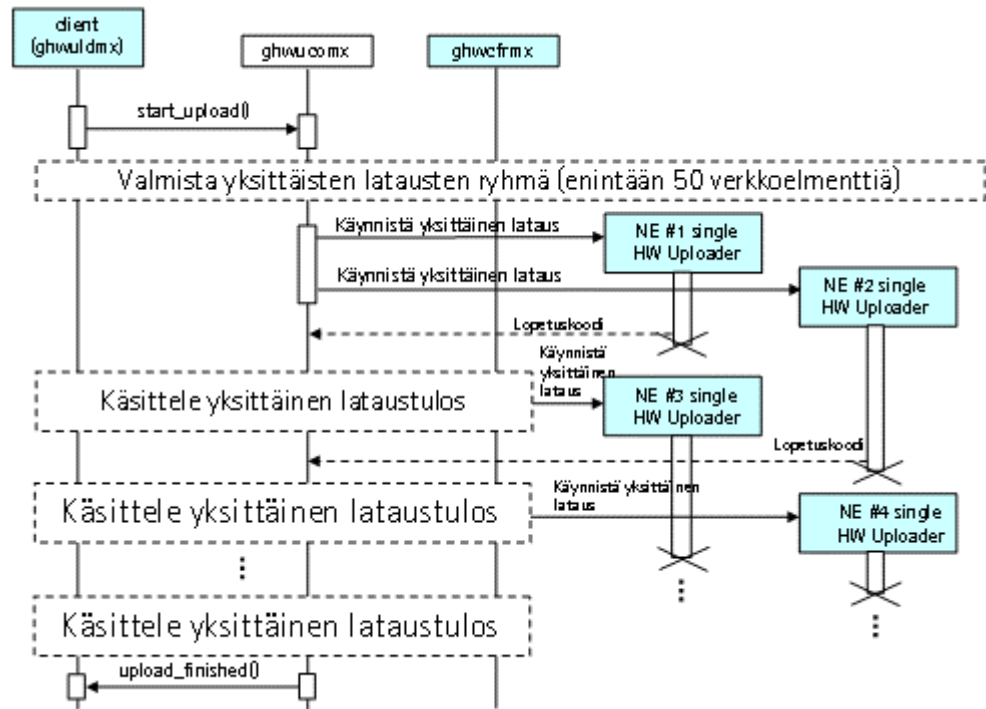 client
(ghwuldmx)
ghwucomx
ghwcfrmx
start_upload()
Valmista yksittäisten latausten ryhmä (enintään 50 verkkoelmenttiä)
Käynnistä yksittäinen lataus
NE #1 single
HW Uploader
Käynnistä yksittäinen lataus
NE #2 single
HW Uploader
Lopetuskoodi
Käynnistä
yksittäinen
lataus
Käsittele yksittäinen lataustulos
NE #3 single
HW Uploader
Lopetuskoodi
Käsittele yksittäinen lataustulos
Käynnistä yksittäinen
lataus
NE #4 single
HW Uploader
Käsittele yksittäinen lataustulos
upload_finished()